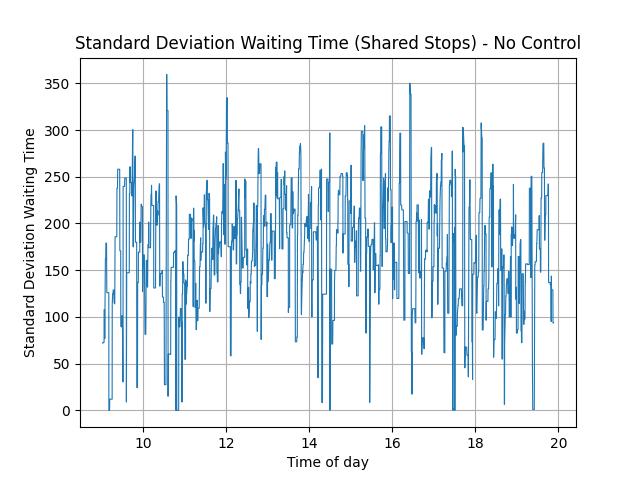 Standard Deviation Waiting Time (Shared Stops) - No Control
Standard Deviation Waiting Time
350
300
250
200
150
100
50
0
10 12 14 16 18 20
Time of day